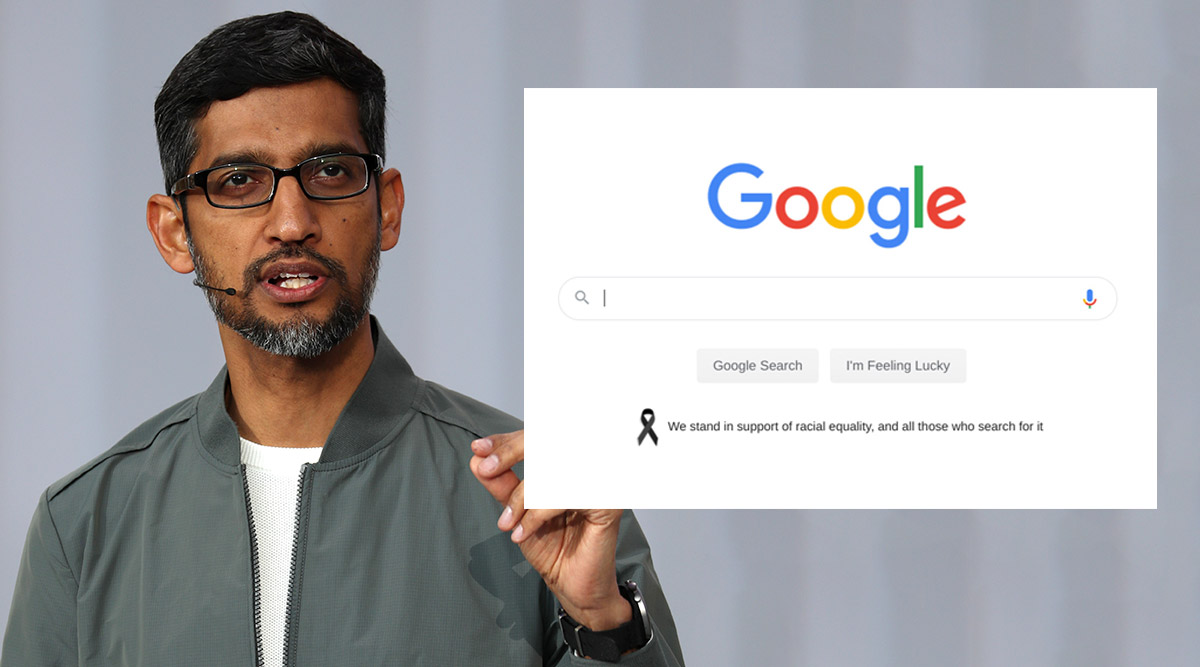 Google
Google Search
I'm Feeling Lucky
We stand in support of racial equality, and all those who search for it